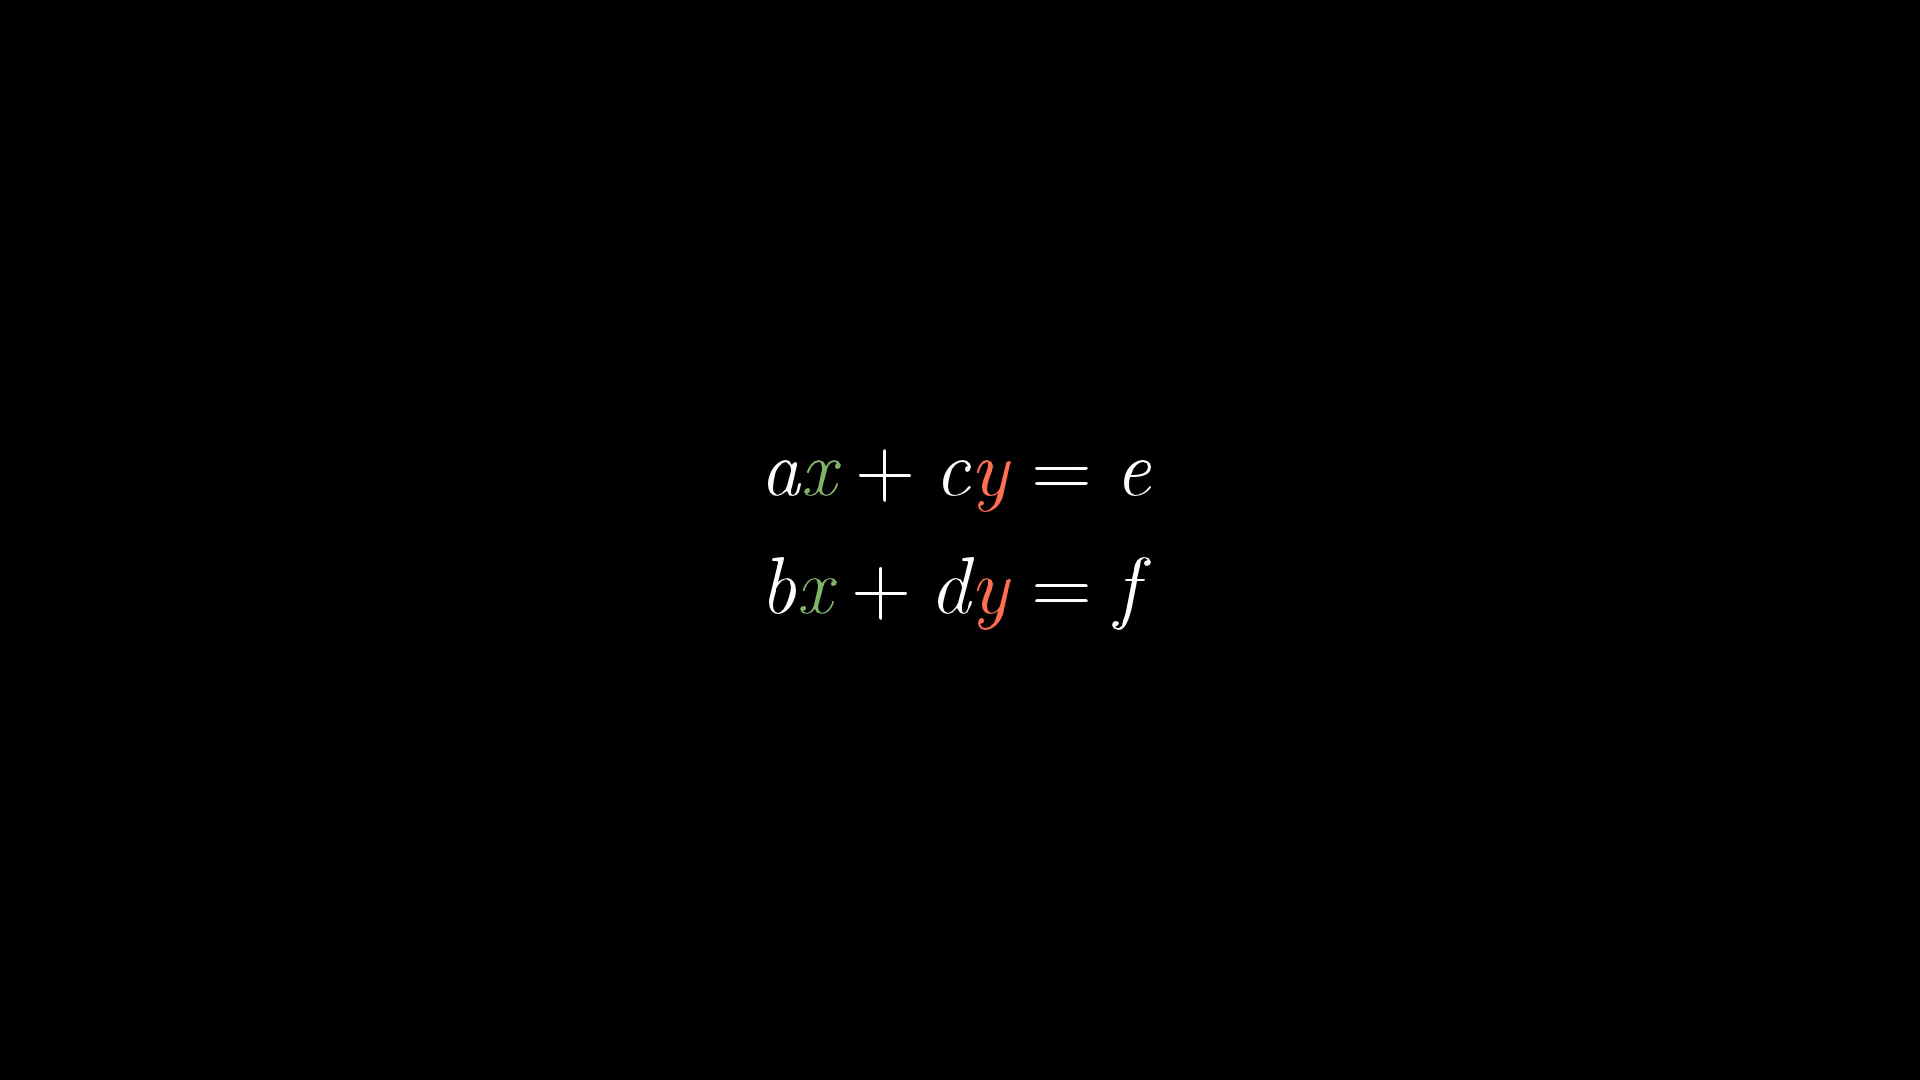 ax + cy = e
bx + dy = f